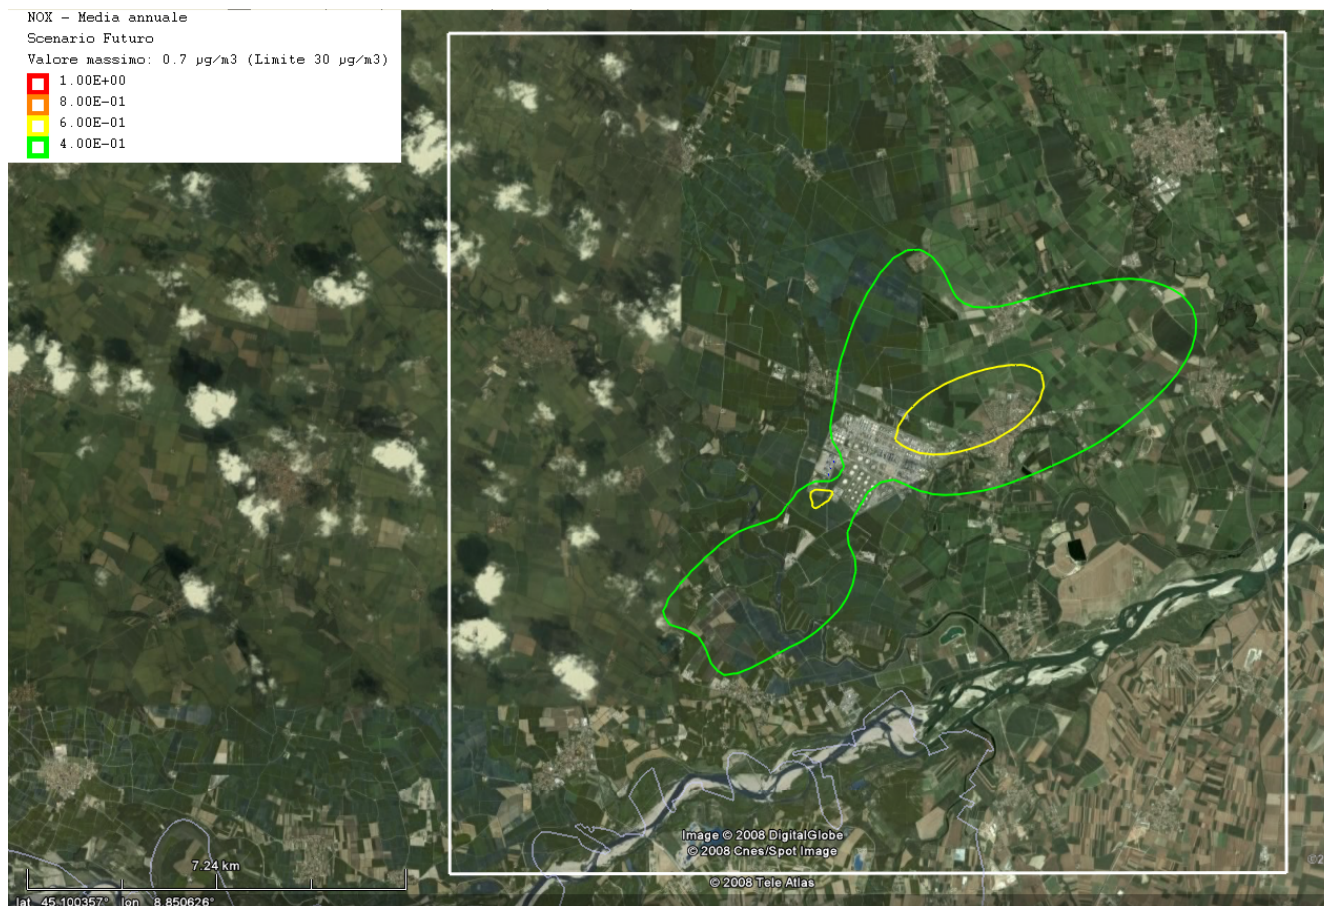 NOX - Media annuale
Scenario Futuro
Valore massimo: 0.7 µg/m3 (Limite 30 µg/m3)
1.00E+00
8.00E-01
6.00E-01
4.00E-01
Image © 2008 DigitalGlobe
© 2008 Cnes/Spot Image
7.24 km
© 2008 Tele Atlas
lat 45.100357° lon 8.850626°